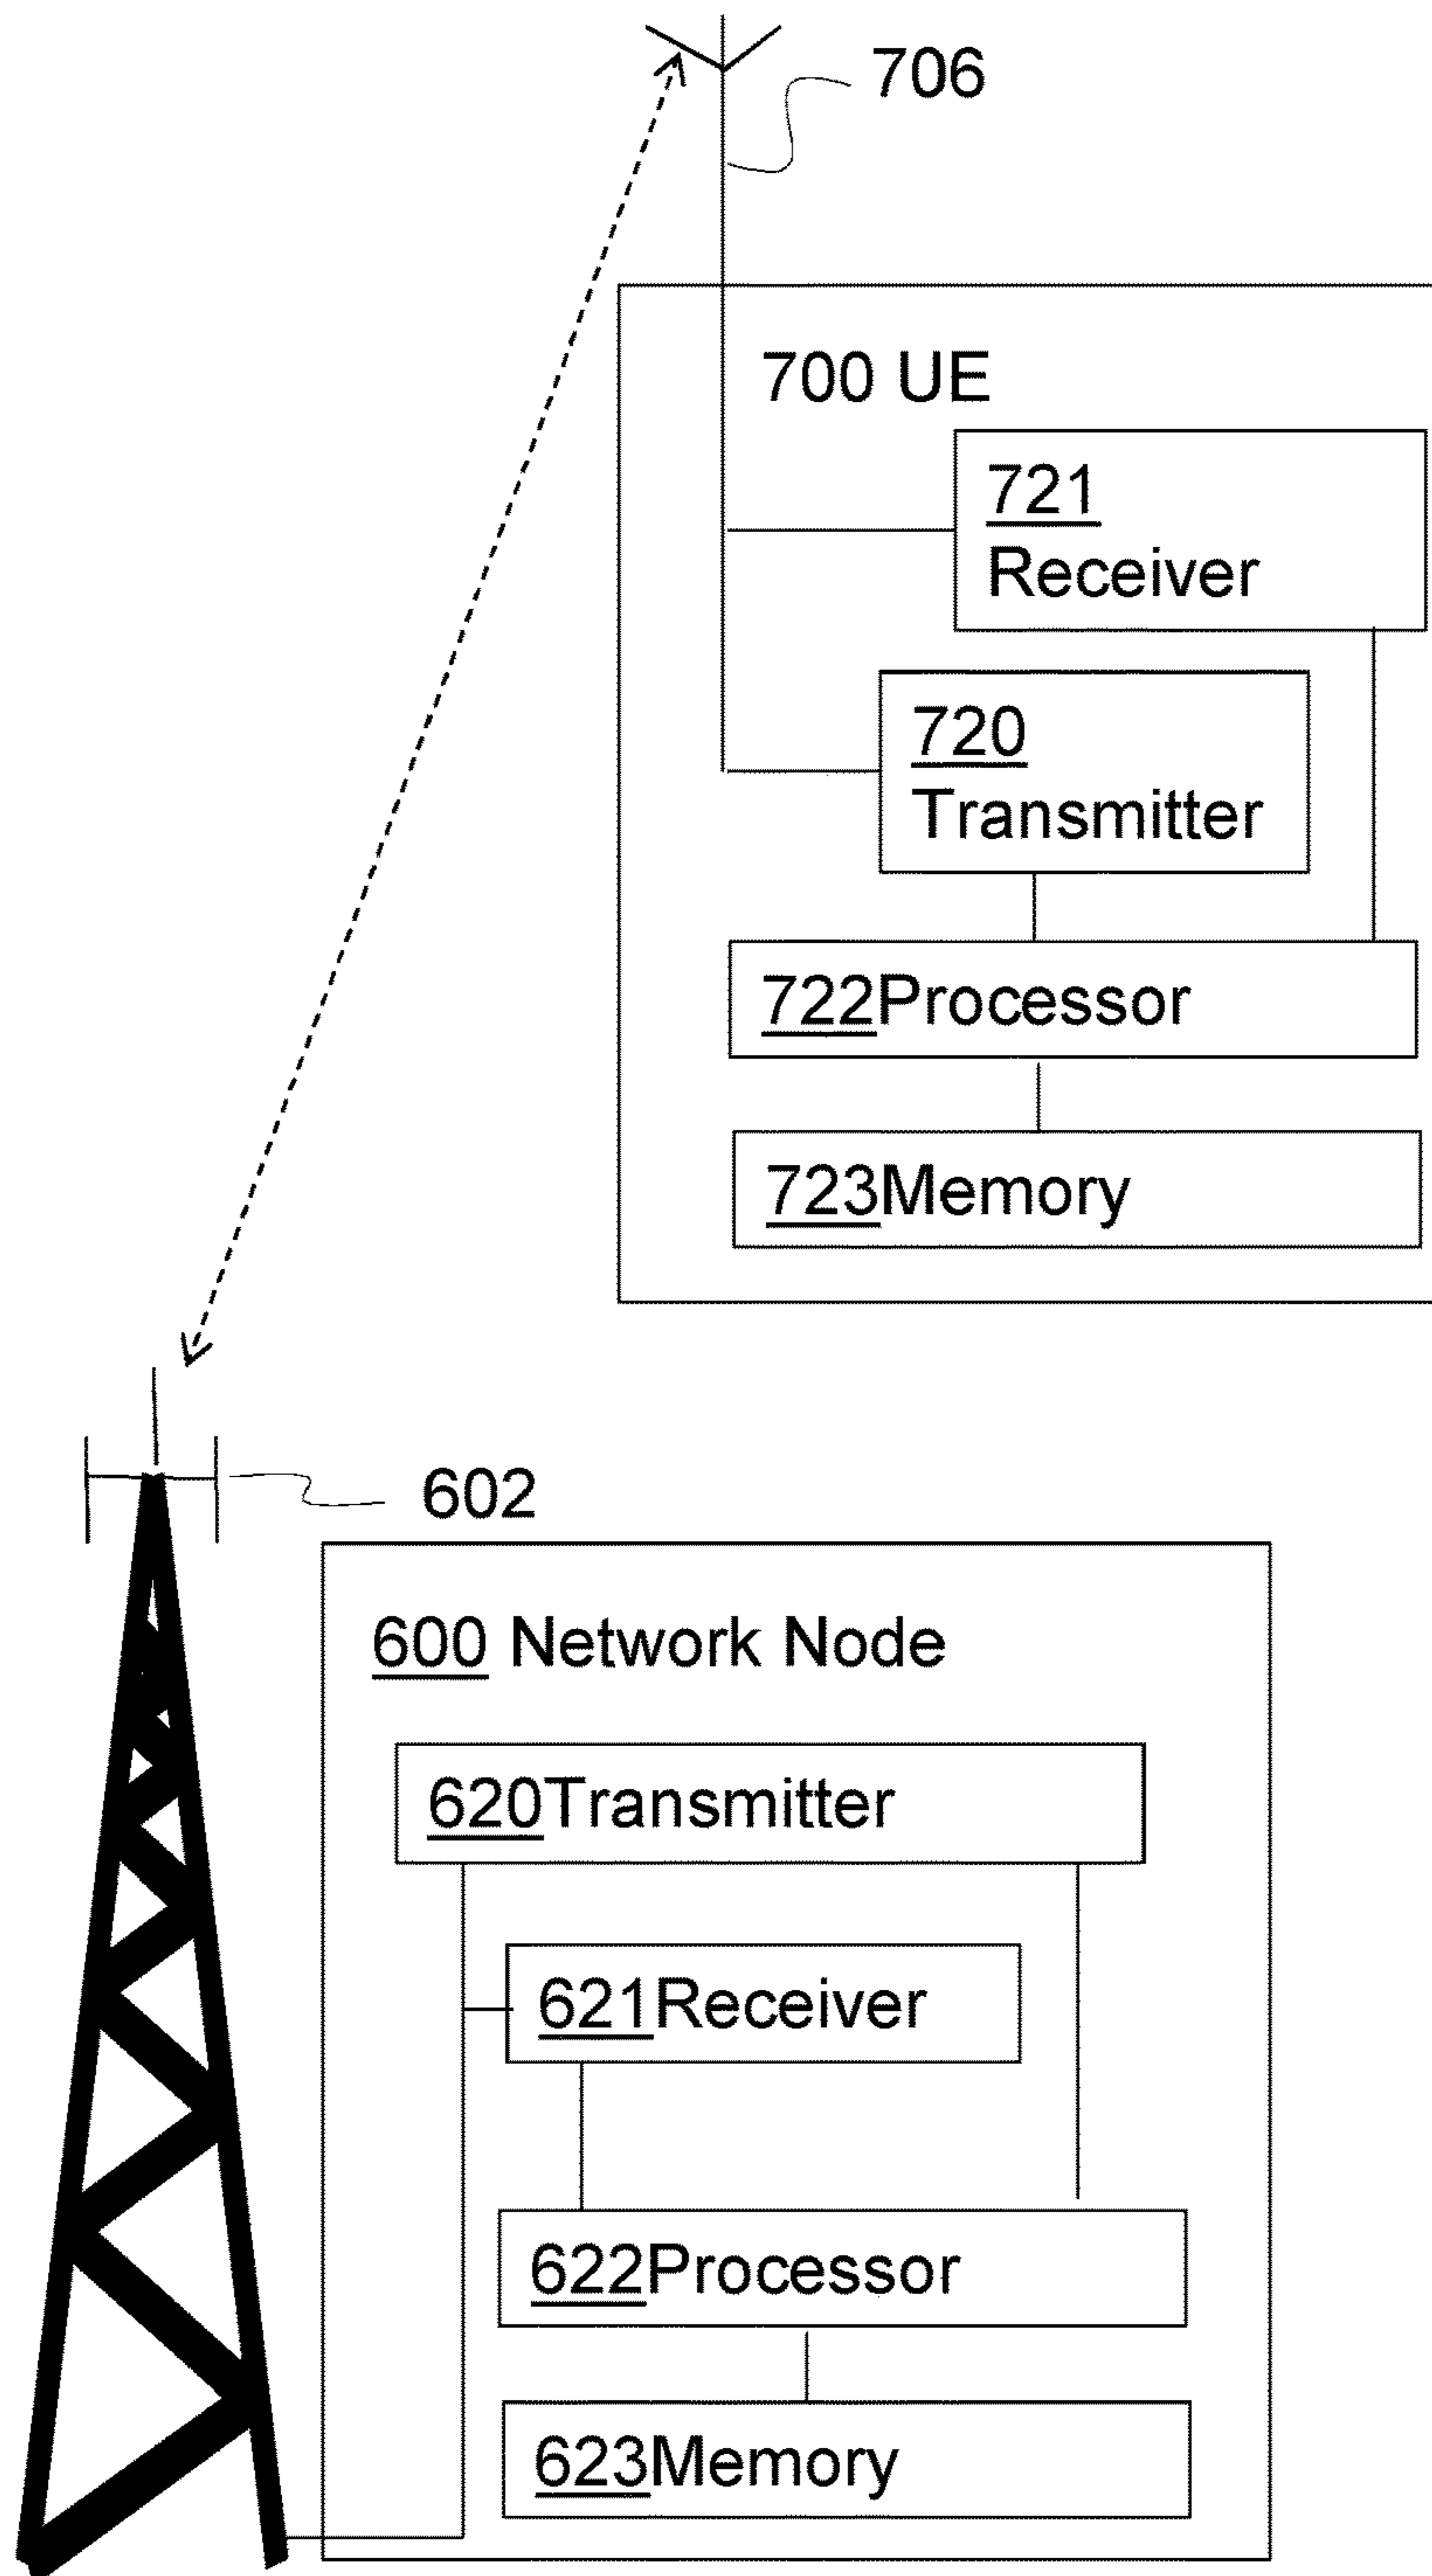 706
700 UE
721
Receiver
720
Transmitter
722Processor
723Memory
602
600 Network Node
620Transmitter
621Receiver
622Processor
623Memory